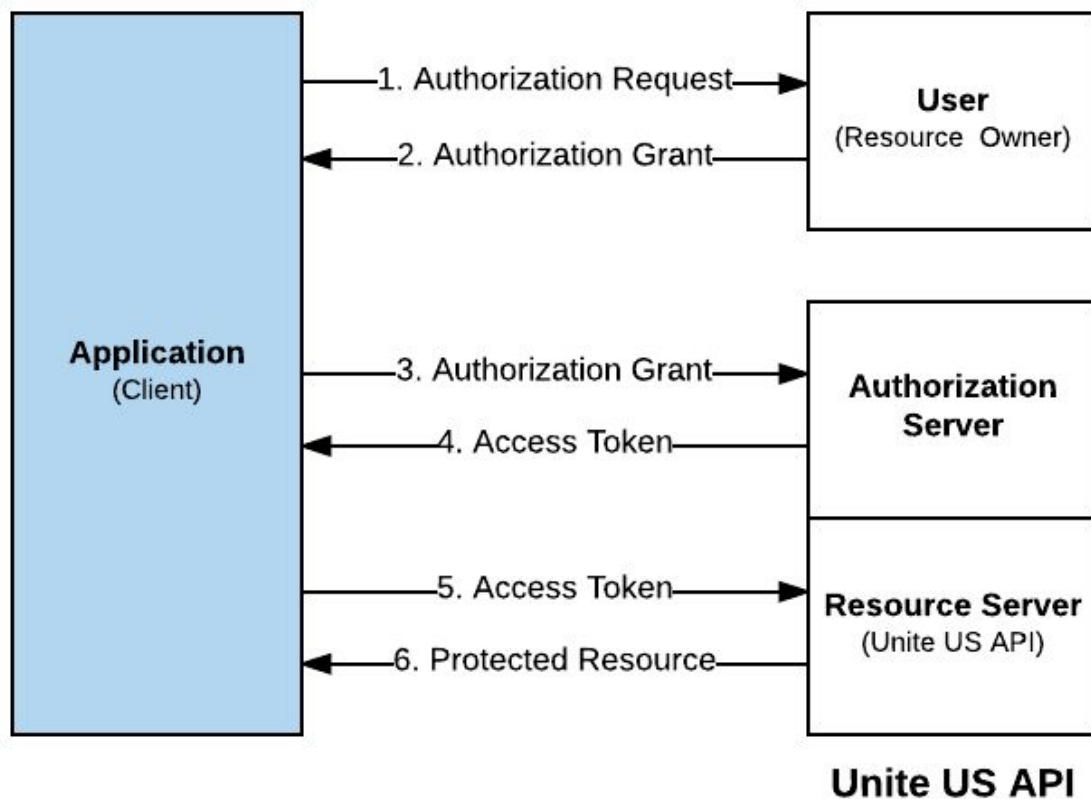 1. Authorization Request
User
(Resource Owner)
2. Authorization Grant
Application
(Client)
3. Authorization Grant
Authorization
Server
4. Access Token
5. Access Token
Resource Server
(Unite US API)
6. Protected Resource
Unite US API